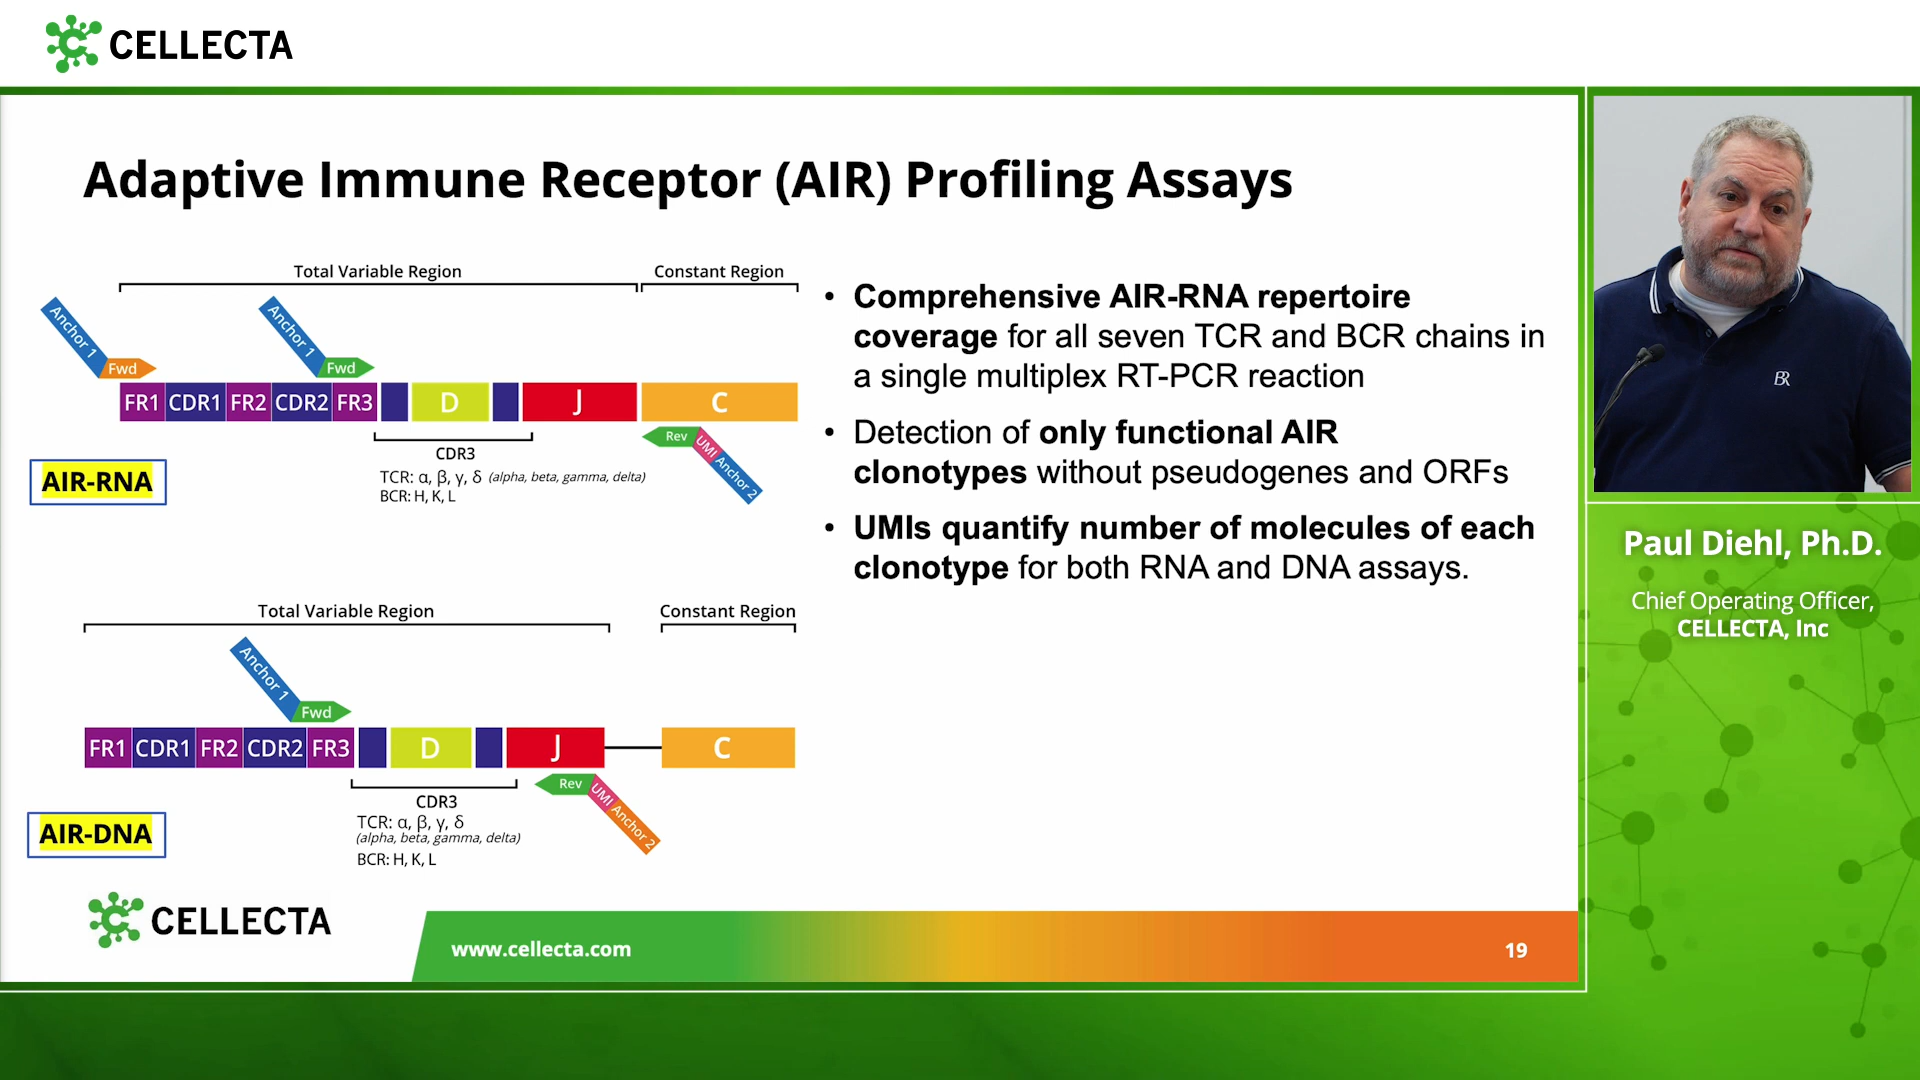 CELLECTA
Adaptive Immune Receptor (AIR) Profiling Assays
Total Variable Region
Constant Region
Anchor 1
Fwd
Anchor 1
Fwd
FR1 CDR1 FR2 CDR2 FR3 D J C
Rev UMI Anchor 2
CDR3
TCR: α, β, γ, δ (alpha, beta, gamma, delta)
BCR: H, K, L
AIR-RNA
• Comprehensive AIR-RNA repertoire
coverage for all seven TCR and BCR chains in
a single multiplex RT-PCR reaction
• Detection of only functional AIR
clonotypes without pseudogenes and ORFs
• UMIs quantify number of molecules of each
clonotype for both RNA and DNA assays.
Total Variable Region
Constant Region
Anchor 1
Fwd
FR1 CDR1 FR2 CDR2 FR3 D J C
Rev UMI Anchor 2
CDR3
TCR: α, β, γ, δ
(alpha, beta, gamma, delta)
BCR: H, K, L
AIR-DNA
CELLECTA
www.cellecta.com
19
BR
Paul Diehl, Ph.D.
Chief Operating Officer,
CELLECTA, Inc